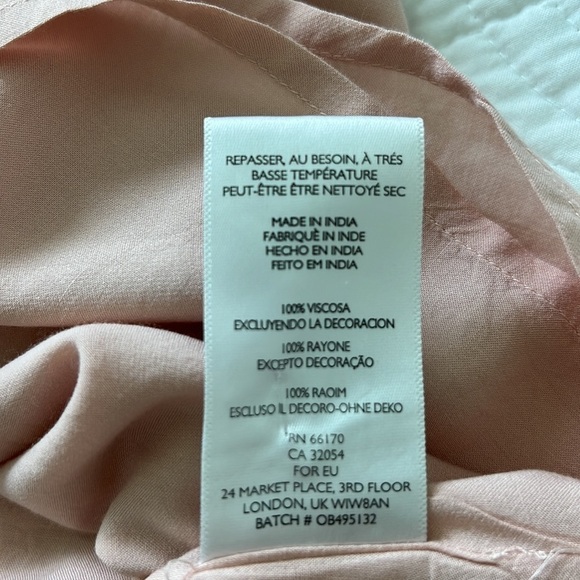 REPASSER, AU BESOIN, À TRÉS
BASSE TEMPÉRATURE
PEUT-ÊTRE ÊTRE NETTOYÉ SEC
MADE IN INDIA
FABRIQUÈ IN INDE
HECHO EN INDIA
FEITO EM INDIA
100% VISCOSA
EXCLUYENDO LA DECORACION
100% RAYONE
EXCEPTO DECORAÇÃO
100% RAOIM
ESCLUSO IL DECORO-OHNE DEKO
RN 66170
CA 32054
FOR EU
24 MARKET PLACE, 3RD FLOOR
LONDON, UK WIW8AN
BATCH # OB495132